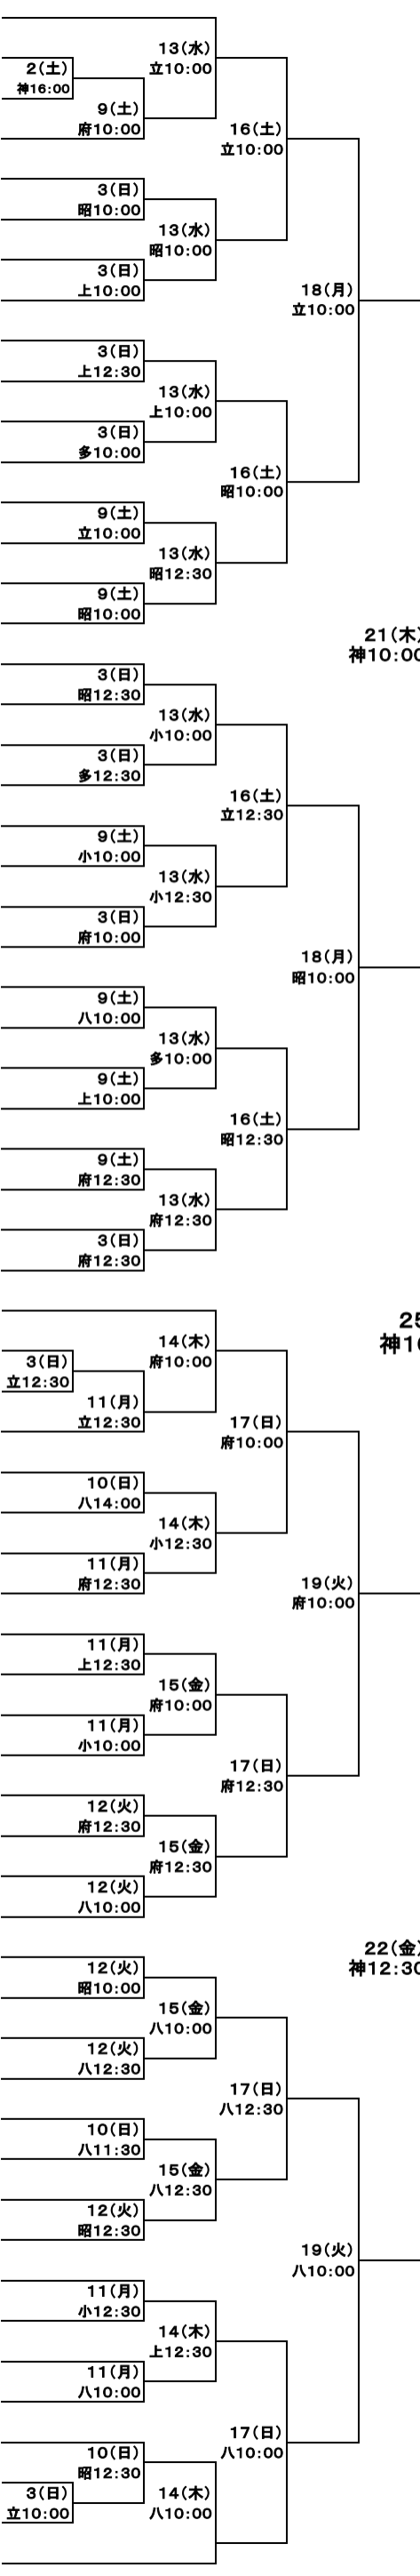 13(水)
立10:00
2(土)
神16:00
9(土)
府10:00
16(土)
立10:00
3(日)
昭10:00
13(水)
昭10:00
3(日)
上10:00
18(月)
立10:00
3(日)
上12:30
13(水)
上10:00
3(日)
多10:00
16(土)
昭10:00
9(土)
立10:00
13(水)
昭12:30
9(土)
昭10:00
21(木)
神10:00
3(日)
昭12:30
13(水)
小10:00
3(日)
多12:30
16(土)
立12:30
9(土)
小10:00
13(水)
小12:30
3(日)
府10:00
18(月)
昭10:00
9(土)
八10:00
13(水)
多10:00
9(土)
上10:00
16(土)
昭12:30
9(土)
府12:30
13(水)
府12:30
3(日)
府12:30
25
神1
14(木)
府10:00
3(日)
立12:30
11(月)
立12:30
17(日)
府10:00
10(日)
八14:00
14(木)
小12:30
11(月)
府12:30
19(火)
府10:00
11(月)
上12:30
15(金)
府10:00
11(月)
小10:00
17(日)
府12:30
12(火)
府12:30
15(金)
府12:30
12(火)
八10:00
22(金)
神12:30
12(火)
昭10:00
15(金)
八10:00
12(火)
八12:30
17(日)
八12:30
10(日)
八11:30
15(金)
八12:30
12(火)
昭12:30
19(火)
八10:00
11(月)
小12:30
14(木)
上12:30
11(月)
八10:00
17(日)
八10:00
10(日)
昭12:30
3(日)
立10:00
14(木)
八10:00